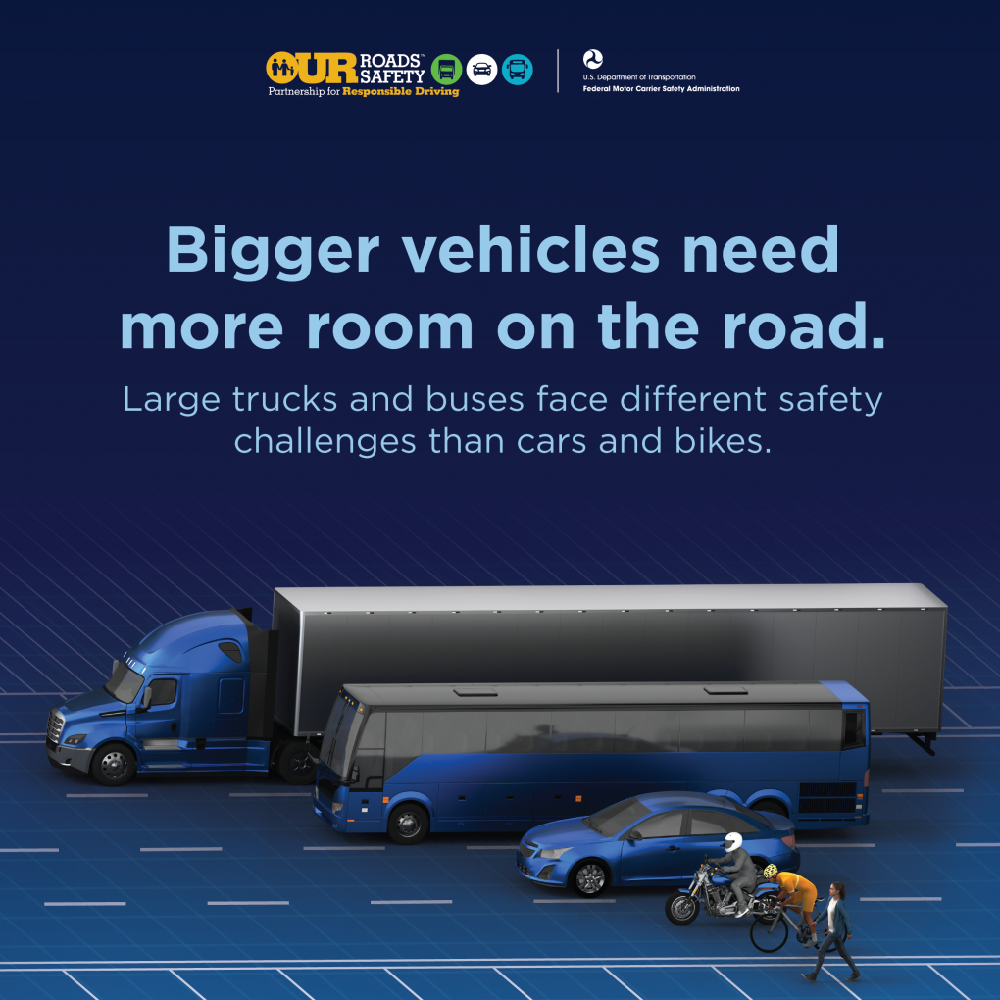 OUR ROADS™
SAFETY
Partnership for Responsible Driving
U.S. Department of Transportation
Federal Motor Carrier Safety Administration
Bigger vehicles need
more room on the road.
Large trucks and buses face different safety
challenges than cars and bikes.